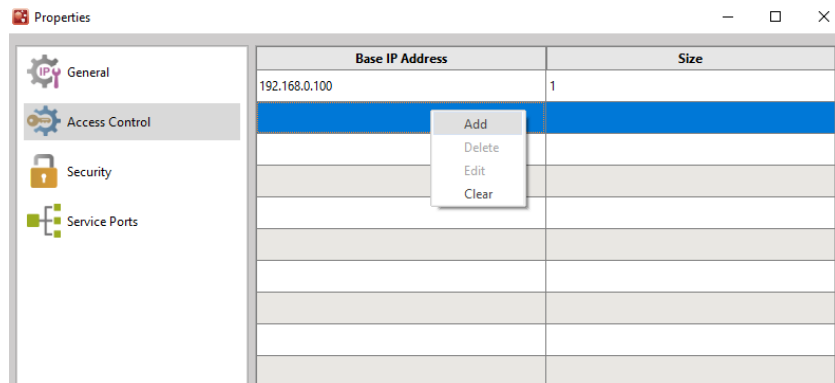 Properties
General
Access Control
Security
Service Ports
Base IP Address Size
192.168.0.100 1
Add
Delete
Edit
Clear
IP